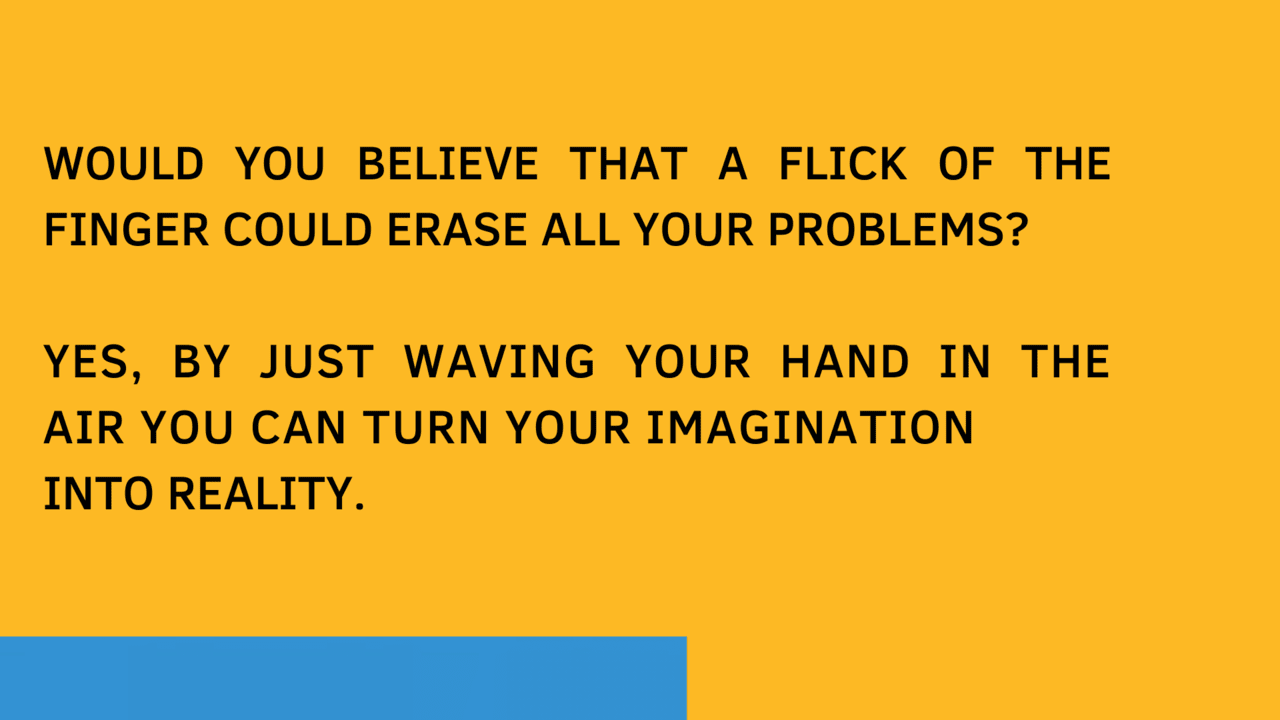 WOULD YOU BELIEVE THAT A FLICK OF THE
FINGER COULD ERASE ALL YOUR PROBLEMS?
YES, BY JUST WAVING YOUR HAND IN THE
AIR YOU CAN TURN YOUR IMAGINATION
INTO REALITY.